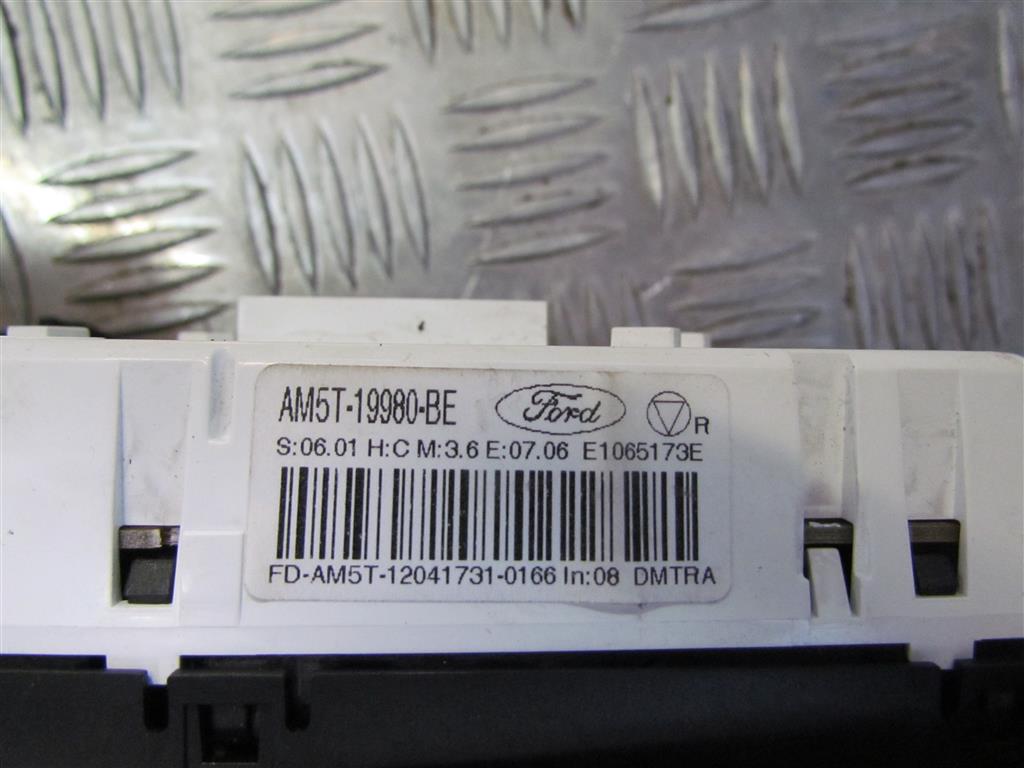 AM5T-19980-BE Ford R
S:06.01 H:C M:3.6 E:07.06 E1065173E
FD-AM5T-12041731-0166 In:08 DMTRA